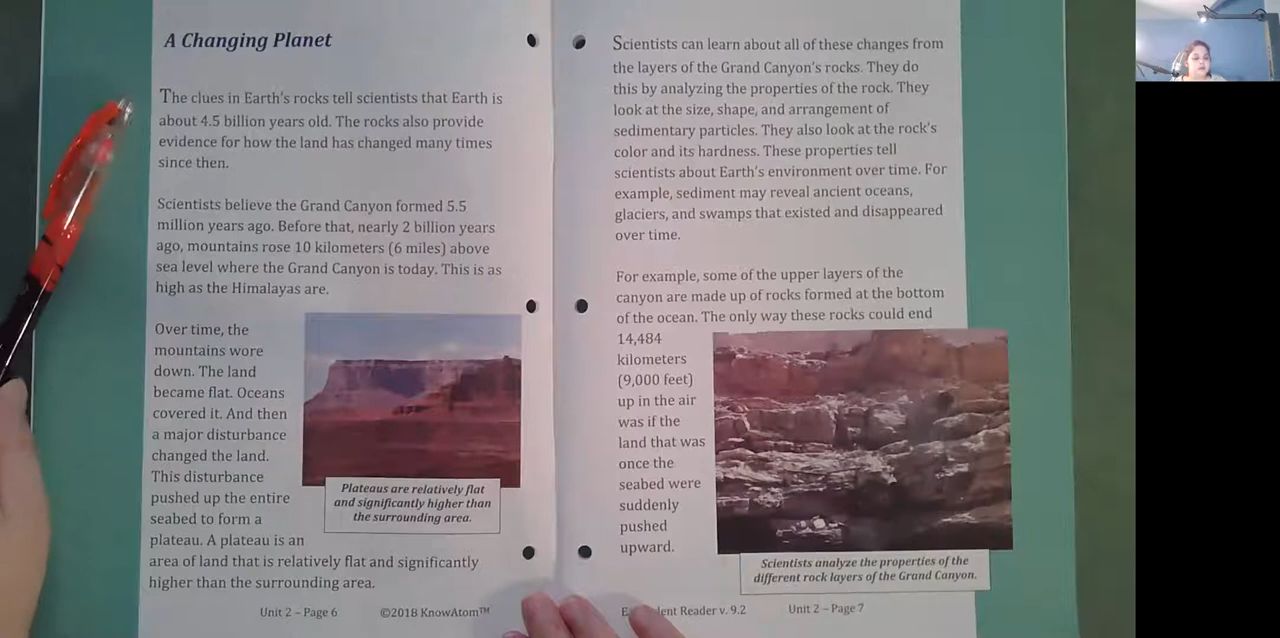 A Changing Planet
The clues in Earth's rocks tell scientists that Earth is
about 4.5 billion years old. The rocks also provide
evidence for how the land has changed many times
since then.
Scientists believe the Grand Canyon formed 5.5
million years ago. Before that, nearly 2 billion years
ago, mountains rose 10 kilometers (6 miles) above
sea level where the Grand Canyon is today. This is as
high as the Himalayas are.
Over time, the
mountains wore
down. The land
became flat. Oceans
covered it. And then
a major disturbance
changed the land.
This disturbance
pushed up the entire
seabed to form a
plateau. A plateau is an
area of land that is relatively flat and significantly
higher than the surrounding area.
Plateaus are relatively flat
and significantly higher than
the surrounding area.
Unit 2 – Page 6 ©2018 KnowAtom™
Scientists can learn about all of these changes from
the layers of the Grand Canyon's rocks. They do
this by analyzing the properties of the rock. They
look at the size, shape, and arrangement of
sedimentary particles. They also look at the rock's
color and its hardness. These properties tell
scientists about Earth's environment over time. For
example, sediment may reveal ancient oceans,
glaciers, and swamps that existed and disappeared
over time.
For example, some of the upper layers of the
canyon are made up of rocks formed at the bottom
of the ocean. The only way these rocks could end
14,484
kilometers
(9,000 feet)
up in the air
was if the
land that was
once the
seabed were
suddenly
pushed
upward.
Scientists analyze the properties of the
different rock layers of the Grand Canyon.
Reader v. 9.2 Unit 2 – Page 7